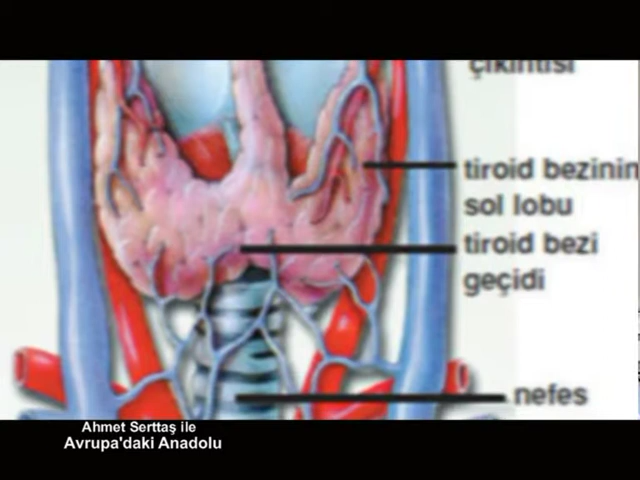 çıkıntısı
tiroid bezinin
sol lobu
tiroid bezi
geçidi
nefes
Ahmet Serttaş ile
Avrupa'daki Anadolu